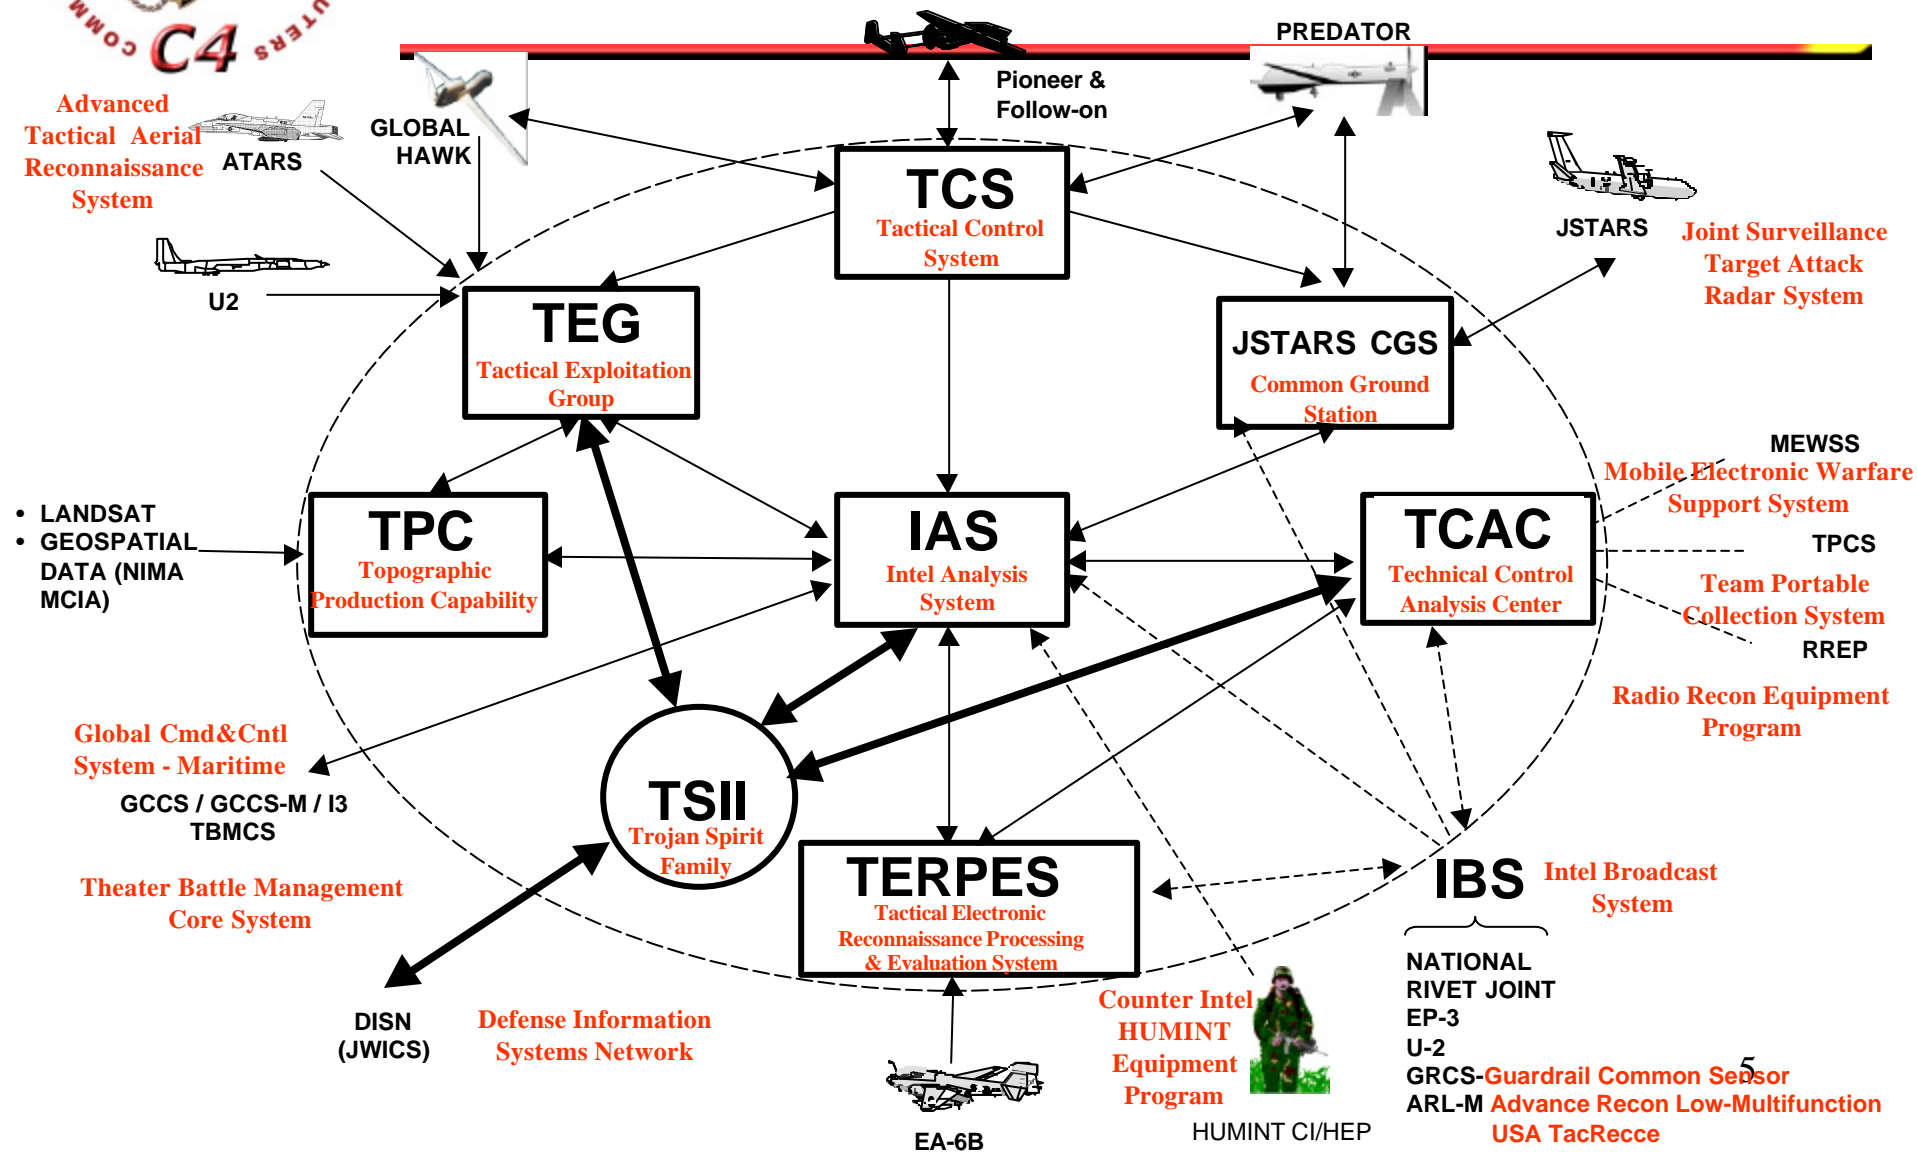 COMM
UTERS
C4
PREDATOR
Pioneer &
Follow-on
Advanced
Tactical Aerial
Reconnaissance
System
ATARS
GLOBAL
HAWK
U2
TCS
Tactical Control
System
JSTARS
Joint Surveillance
Target Attack
Radar System
TEG
Tactical Exploitation
Group
JSTARS CGS
Common Ground
Station
MEWSS
Mobile Electronic Warfare
Support System
TPCS
Team Portable
Collection System
RREP
Radio Recon Equipment
Program
• LANDSAT
• GEOSPATIAL
DATA (NIMA
MCIA)
TPC
Topographic
Production Capability
IAS
Intel Analysis
System
TCAC
Technical Control
Analysis Center
Global Cmd&Cntl
System - Maritime
GCCS / GCCS-M / I3
TBMCS
Theater Battle Management
Core System
TSII
Trojan Spirit
Family
TERPES
Tactical Electronic
Reconnaissance Processing
& Evaluation System
IBS
Intel Broadcast
System
DISN
(JWICS)
Defense Information
Systems Network
EA-6B
Counter Intel
HUMINT
Equipment
Program
HUMINT CI/HEP
NATIONAL
RIVET JOINT
EP-3
U-2
GRCS-Guardrail Common Sensor
ARL-M Advance Recon Low-Multifunction
USA TacRecce
5